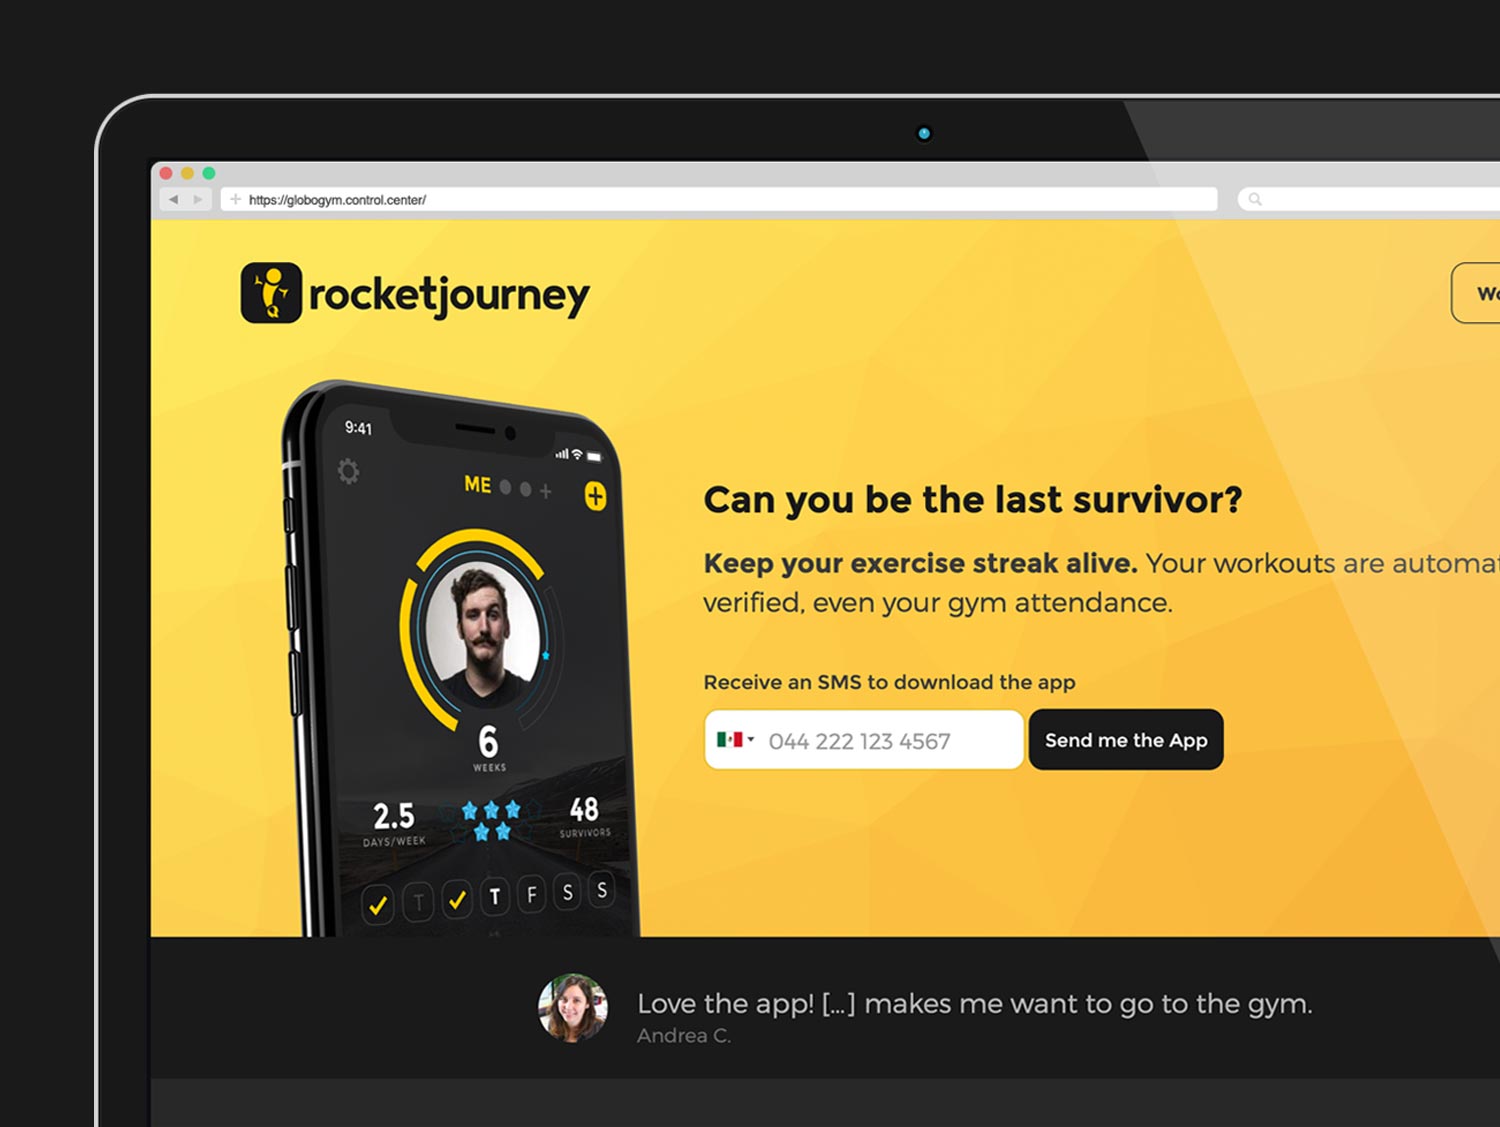 https://globogym.control.center/
rocketjourney
9:41
ME
6
WEEKS
2.5
DAYS/WEEK
48
SURVIVORS
T T F S S
Can you be the last survivor?
Keep your exercise streak alive. Your workouts are
verified, even your gym attendance.
Receive an SMS to download the app
044 222 123 4567
Send me the App
Love the app! [...] makes me want to go to the gym.
Andrea C.